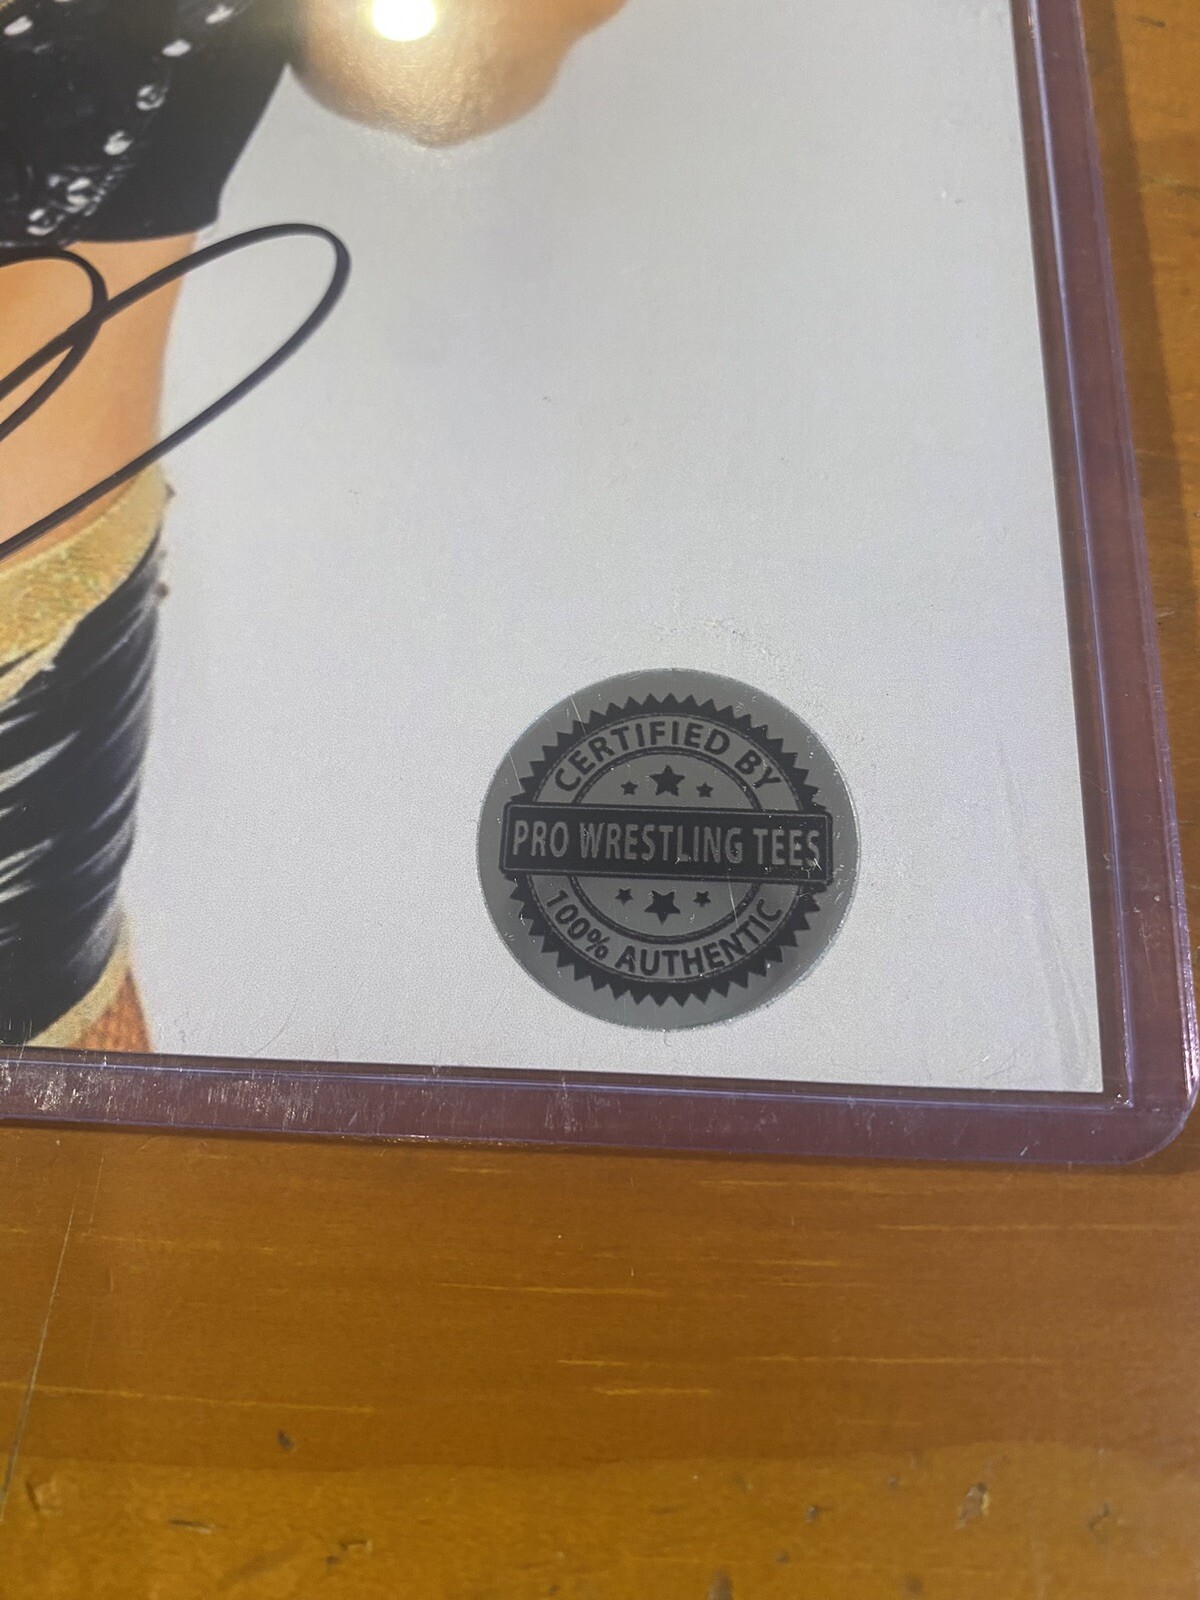 CERTIFIED BY
PRO WRESTLING TEES
100% AUTHENTIC